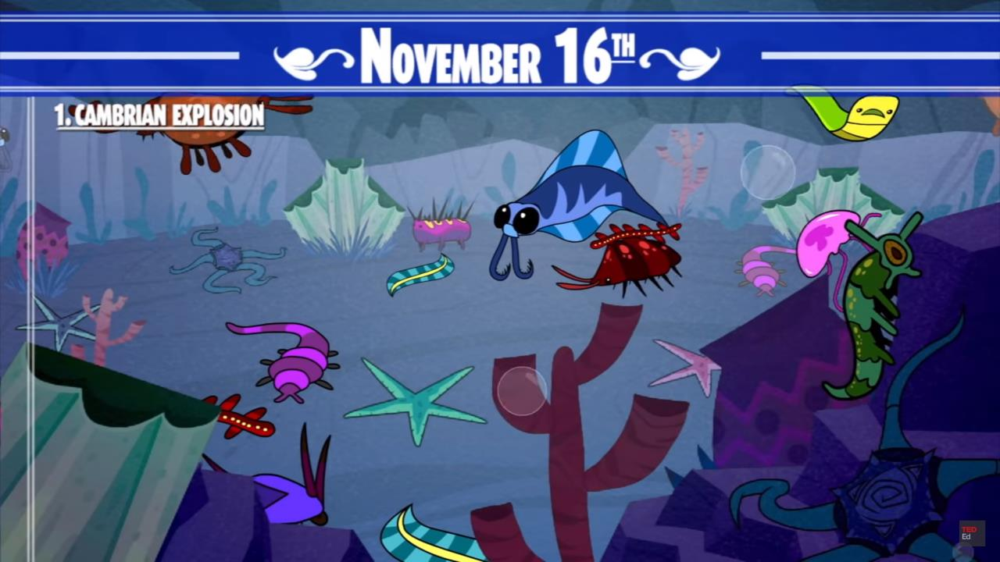 NOVEMBER 16TH
1. CAMBRIAN EXPLOSION
TED
Ed